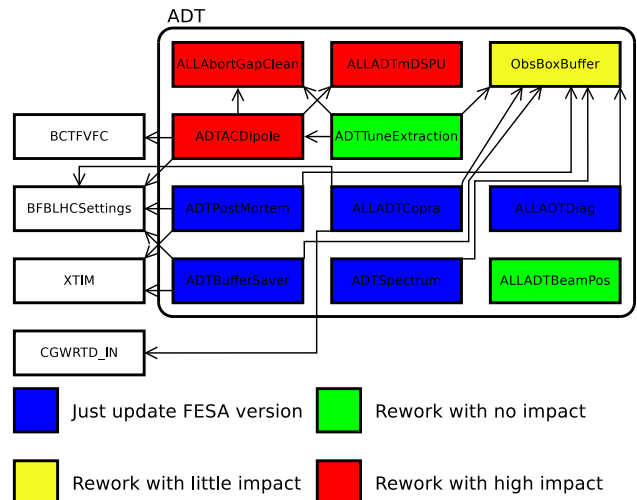 ADT
ALLAbortGapClean
ALLADTmDSPU
ObsBoxBuffer
BCTFVFC
ADTACDipole
ADTTuneExtraction
BFBLHCSettings
ADTPostMortem
ALLADTCopra
ALLADTDiag
XTIM
ADTBufferSaver
ADTSpectrum
ALLADTBeamPos
CGWRTD_IN
Just update FESA version
Rework with no impact
Rework with little impact
Rework with high impact